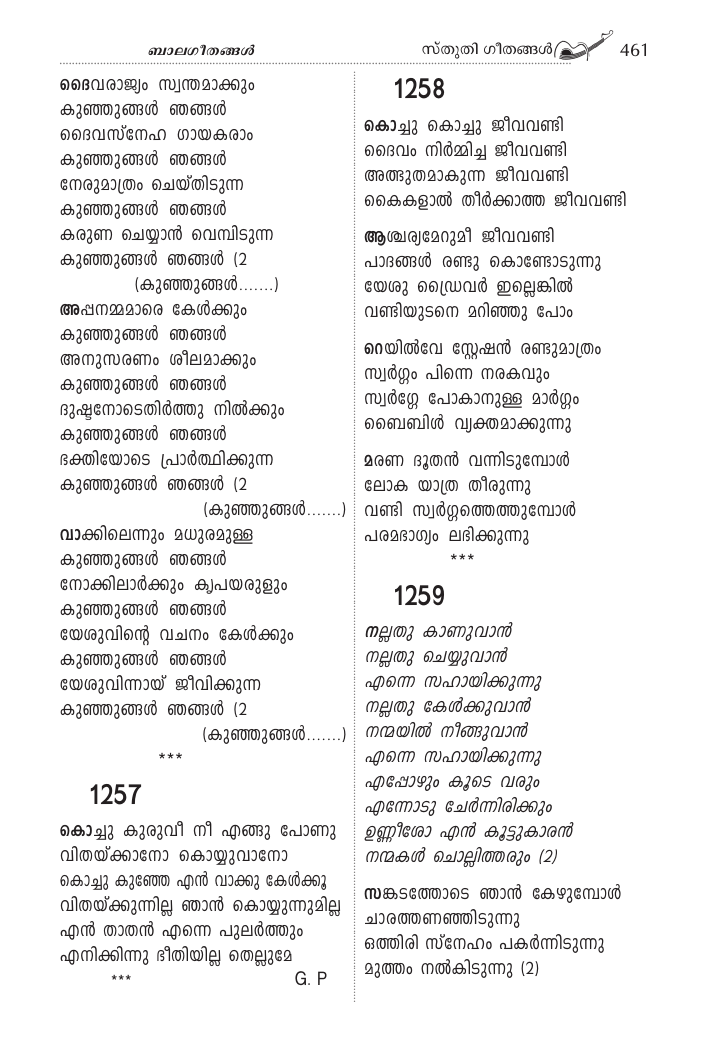 ബാലഗീതങ്ങൾ
സ്തുതി ഗീതങ്ങൾ 461
ദൈവരാജ്യം സ്വന്തമാക്കും
കുഞ്ഞുങ്ങൾ ഞങ്ങൾ
ദൈവസ്നേഹ ഗായകരാം
കുഞ്ഞുങ്ങൾ ഞങ്ങൾ
നേരുമാത്രം ചെയ്തിടുന്ന
കുഞ്ഞുങ്ങൾ ഞങ്ങൾ
കരുണ ചെയ്യാൻ വെമ്പിടുന്ന
കുഞ്ഞുങ്ങൾ ഞങ്ങൾ (2
(കുഞ്ഞുങ്ങൾ.......)
അപ്പനമ്മമാരെ കേൾക്കും
കുഞ്ഞുങ്ങൾ ഞങ്ങൾ
അനുസരണം ശീലമാക്കും
കുഞ്ഞുങ്ങൾ ഞങ്ങൾ
ദുഷ്ടനോടെതിർത്തു നിൽക്കും
കുഞ്ഞുങ്ങൾ ഞങ്ങൾ
ഭക്തിയോടെ പ്രാർത്ഥിക്കുന്ന
കുഞ്ഞുങ്ങൾ ഞങ്ങൾ (2
(കുഞ്ഞുങ്ങൾ.......)
വാക്കിലെന്നും മധുരമുള്ള
കുഞ്ഞുങ്ങൾ ഞങ്ങൾ
നോക്കിലാർക്കും കൃപയരുളും
കുഞ്ഞുങ്ങൾ ഞങ്ങൾ
യേശുവിന്റെ വചനം കേൾക്കും
കുഞ്ഞുങ്ങൾ ഞങ്ങൾ
യേശുവിന്നായ് ജീവിക്കുന്ന
കുഞ്ഞുങ്ങൾ ഞങ്ങൾ (2
(കുഞ്ഞുങ്ങൾ.......)
***
1257
കൊച്ചു കുരുവീ നീ എങ്ങു പോണു
വിതയ്ക്കാനോ കൊയ്യുവാനോ
കൊച്ചു കുഞ്ഞേ എൻ വാക്കു കേൾക്കൂ
വിതയ്ക്കുന്നില്ല ഞാൻ കൊയ്യുന്നുമില്ല
എൻ താതൻ എന്നെ പുലർത്തും
എനിക്കിന്നു ഭീതിയില്ല തെല്ലുമേ
*** G. P
1258
കൊച്ചു കൊച്ചു ജീവവണ്ടി
ദൈവം നിർമ്മിച്ച ജീവവണ്ടി
അത്ഭുതമാകുന്ന ജീവവണ്ടി
കൈകളാൽ തീർക്കാത്ത ജീവവണ്ടി
ആശ്ചര്യമേറുമീ ജീവവണ്ടി
പാദങ്ങൾ രണ്ടു കൊണ്ടോടുന്നു
യേശു ഡ്രൈവർ ഇല്ലെങ്കിൽ
വണ്ടിയുടനെ മറിഞ്ഞു പോം
റെയിൽവേ സ്റ്റേഷൻ രണ്ടുമാത്രം
സ്വർഗ്ഗം പിന്നെ നരകവും
സ്വർഗ്ഗേ പോകാനുള്ള മാർഗ്ഗം
ബൈബിൾ വ്യക്തമാക്കുന്നു
മരണ ദൂതൻ വന്നിടുമ്പോൾ
ലോക യാത്ര തീരുന്നു
വണ്ടി സ്വർഗ്ഗത്തെത്തുമ്പോൾ
പരമഭാഗ്യം ലഭിക്കുന്നു
***
1259
നല്ലതു കാണുവാൻ
നല്ലതു ചെയ്യുവാൻ
എന്നെ സഹായിക്കുന്നു
നല്ലതു കേൾക്കുവാൻ
നന്മയിൽ നീങ്ങുവാൻ
എന്നെ സഹായിക്കുന്നു
എപ്പോഴും കൂടെ വരും
എന്നോടു ചേർന്നിരിക്കും
ഉണ്ണീശോ എൻ കൂട്ടുകാരൻ
നന്മകൾ ചൊല്ലിത്തരും (2)
സങ്കടത്തോടെ ഞാൻ കേഴുമ്പോൾ
ചാരത്തണഞ്ഞിടുന്നു
ഒത്തിരി സ്നേഹം പകർന്നിടുന്നു
മുത്തം നൽകിടുന്നു (2)